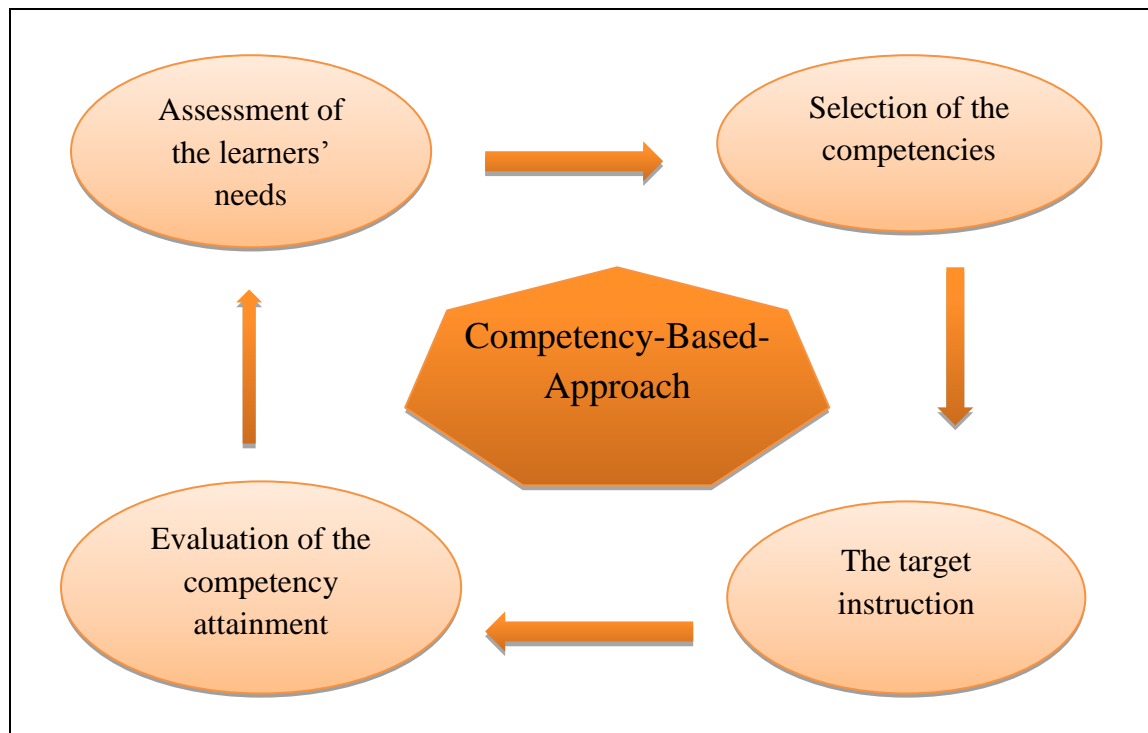 Assessment of
the learners’
needs
Selection of the
competencies
Competency-Based-
Approach
Evaluation of the
competency
attainment
The target
instruction